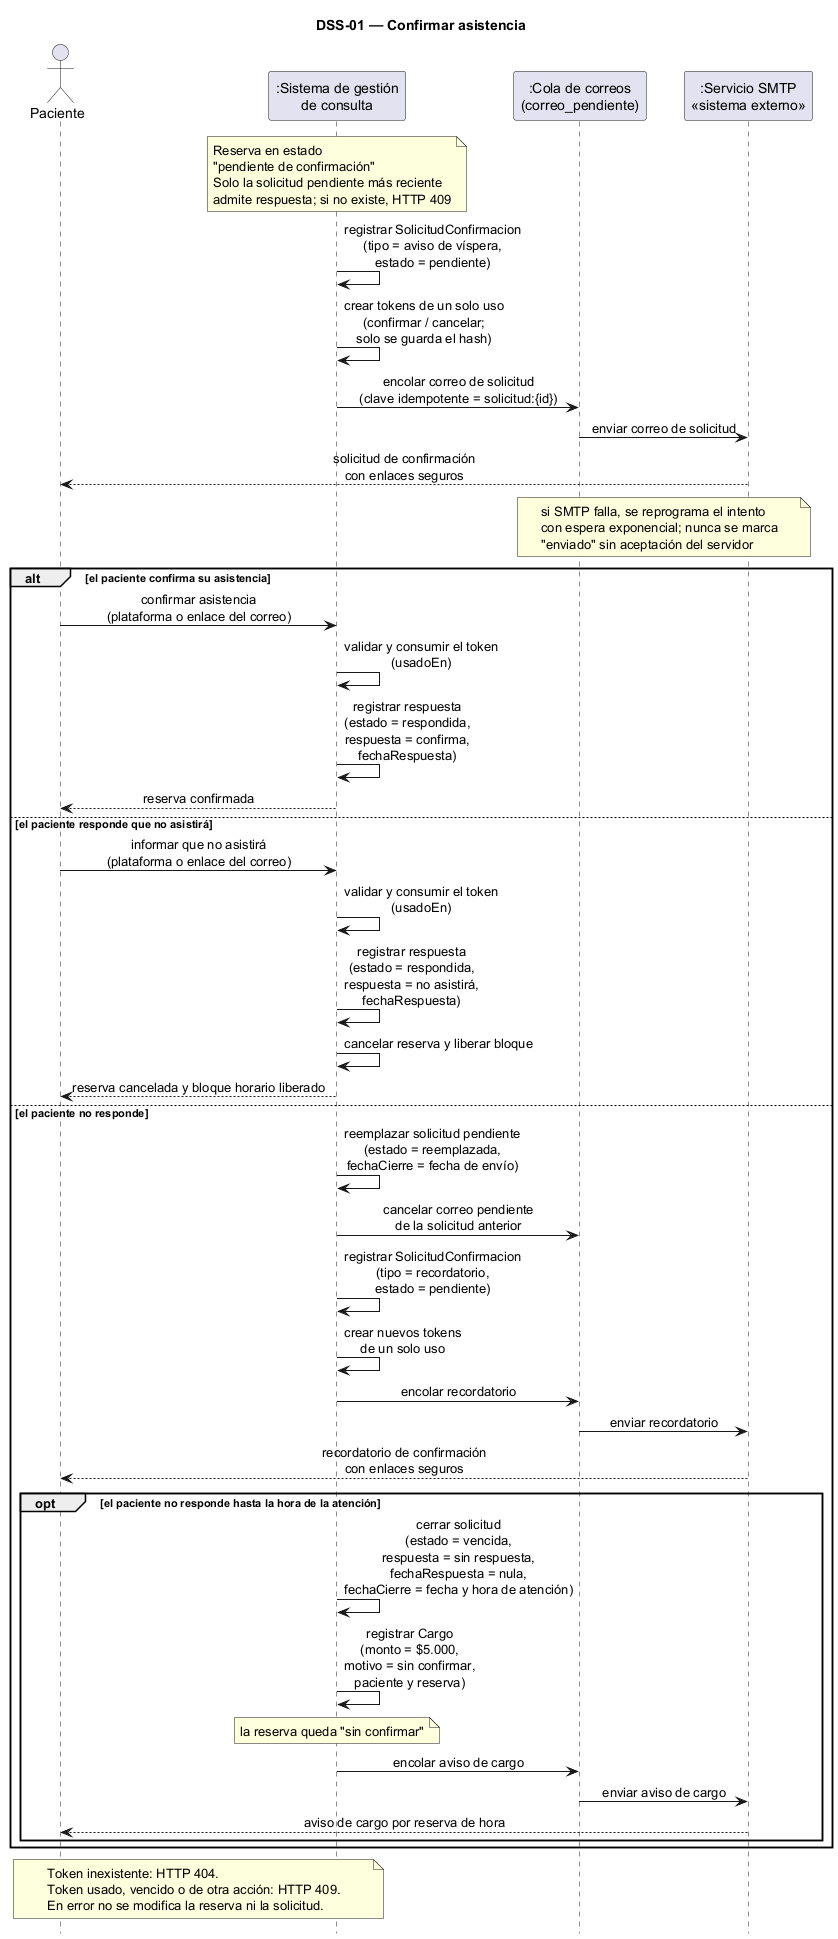 DSS-01 — Confirmar asistencia
Paciente
:Sistema de gestión
de consulta
:Cola de correos
(correo_pendiente)
:Servicio SMTP
«sistema externo»
Reserva en estado
"pendiente de confirmación"
Solo la solicitud pendiente más reciente
admite respuesta; si no existe, HTTP 409
registrar SolicitudConfirmacion
(tipo = aviso de víspera,
estado = pendiente)
crear tokens de un solo uso
(confirmar / cancelar;
solo se guarda el hash)
encolar correo de solicitud
(clave idempotente = solicitud:{id})
enviar correo de solicitud
solicitud de confirmación
con enlaces seguros
si SMTP falla, se reprograma el intento
con espera exponencial; nunca se marca
"enviado" sin aceptación del servidor
alt
[el paciente confirma su asistencia]
confirmar asistencia
(plataforma o enlace del correo)
validar y consumir el token
(usadoEn)
registrar respuesta
(estado = respondida,
respuesta = confirma,
fechaRespuesta)
reserva confirmada
[el paciente responde que no asistirá]
informar que no asistirá
(plataforma o enlace del correo)
validar y consumir el token
(usadoEn)
registrar respuesta
(estado = respondida,
respuesta = no asistirá,
fechaRespuesta)
cancelar reserva y liberar bloque
reserva cancelada y bloque horario liberado
[el paciente no responde]
reemplazar solicitud pendiente
(estado = reemplazada,
fechaCierre = fecha de envío)
cancelar correo pendiente
de la solicitud anterior
registrar SolicitudConfirmacion
(tipo = recordatorio,
estado = pendiente)
crear nuevos tokens
de un solo uso
encolar recordatorio
enviar recordatorio
recordatorio de confirmación
con enlaces seguros
opt
[el paciente no responde hasta la hora de la atención]
cerrar solicitud
(estado = vencida,
respuesta = sin respuesta,
fechaRespuesta = nula,
fechaCierre = fecha y hora de atención)
registrar Cargo
(monto = $5.000,
motivo = sin confirmar,
paciente y reserva)
la reserva queda "sin confirmar"
encolar aviso de cargo
enviar aviso de cargo
aviso de cargo por reserva de hora
Token inexistente: HTTP 404.
Token usado, vencido o de otra acción: HTTP 409.
En error no se modifica la reserva ni la solicitud.